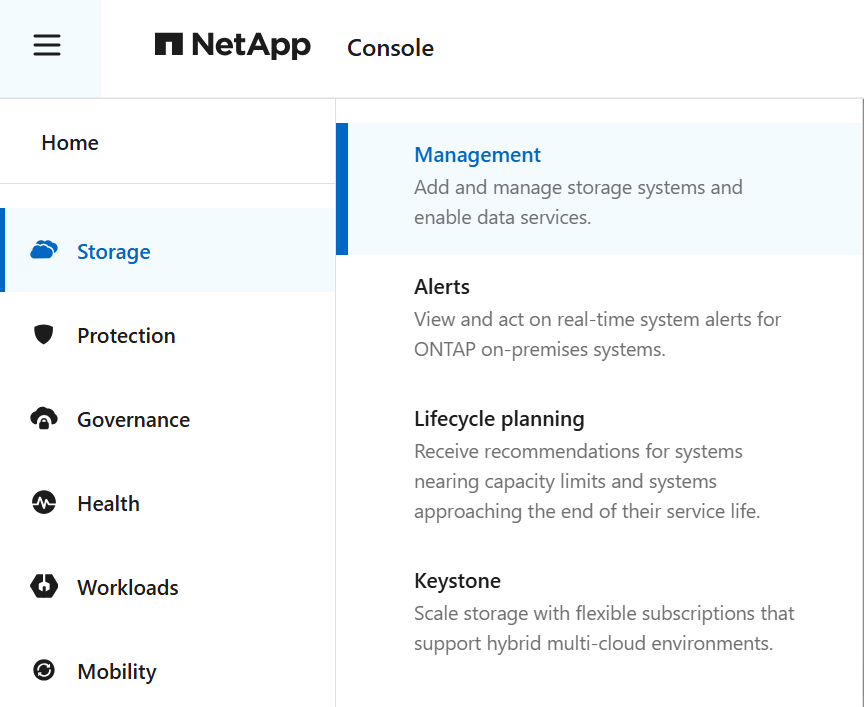 NetApp Console
Home
Storage
Protection
Governance
Health
Workloads
Mobility
Management
Add and manage storage systems and
enable data services.
Alerts
View and act on real-time system alerts for
ONTAP on-premises systems.
Lifecycle planning
Receive recommendations for systems
nearing capacity limits and systems
approaching the end of their service life.
Keystone
Scale storage with flexible subscriptions that
support hybrid multi-cloud environments.